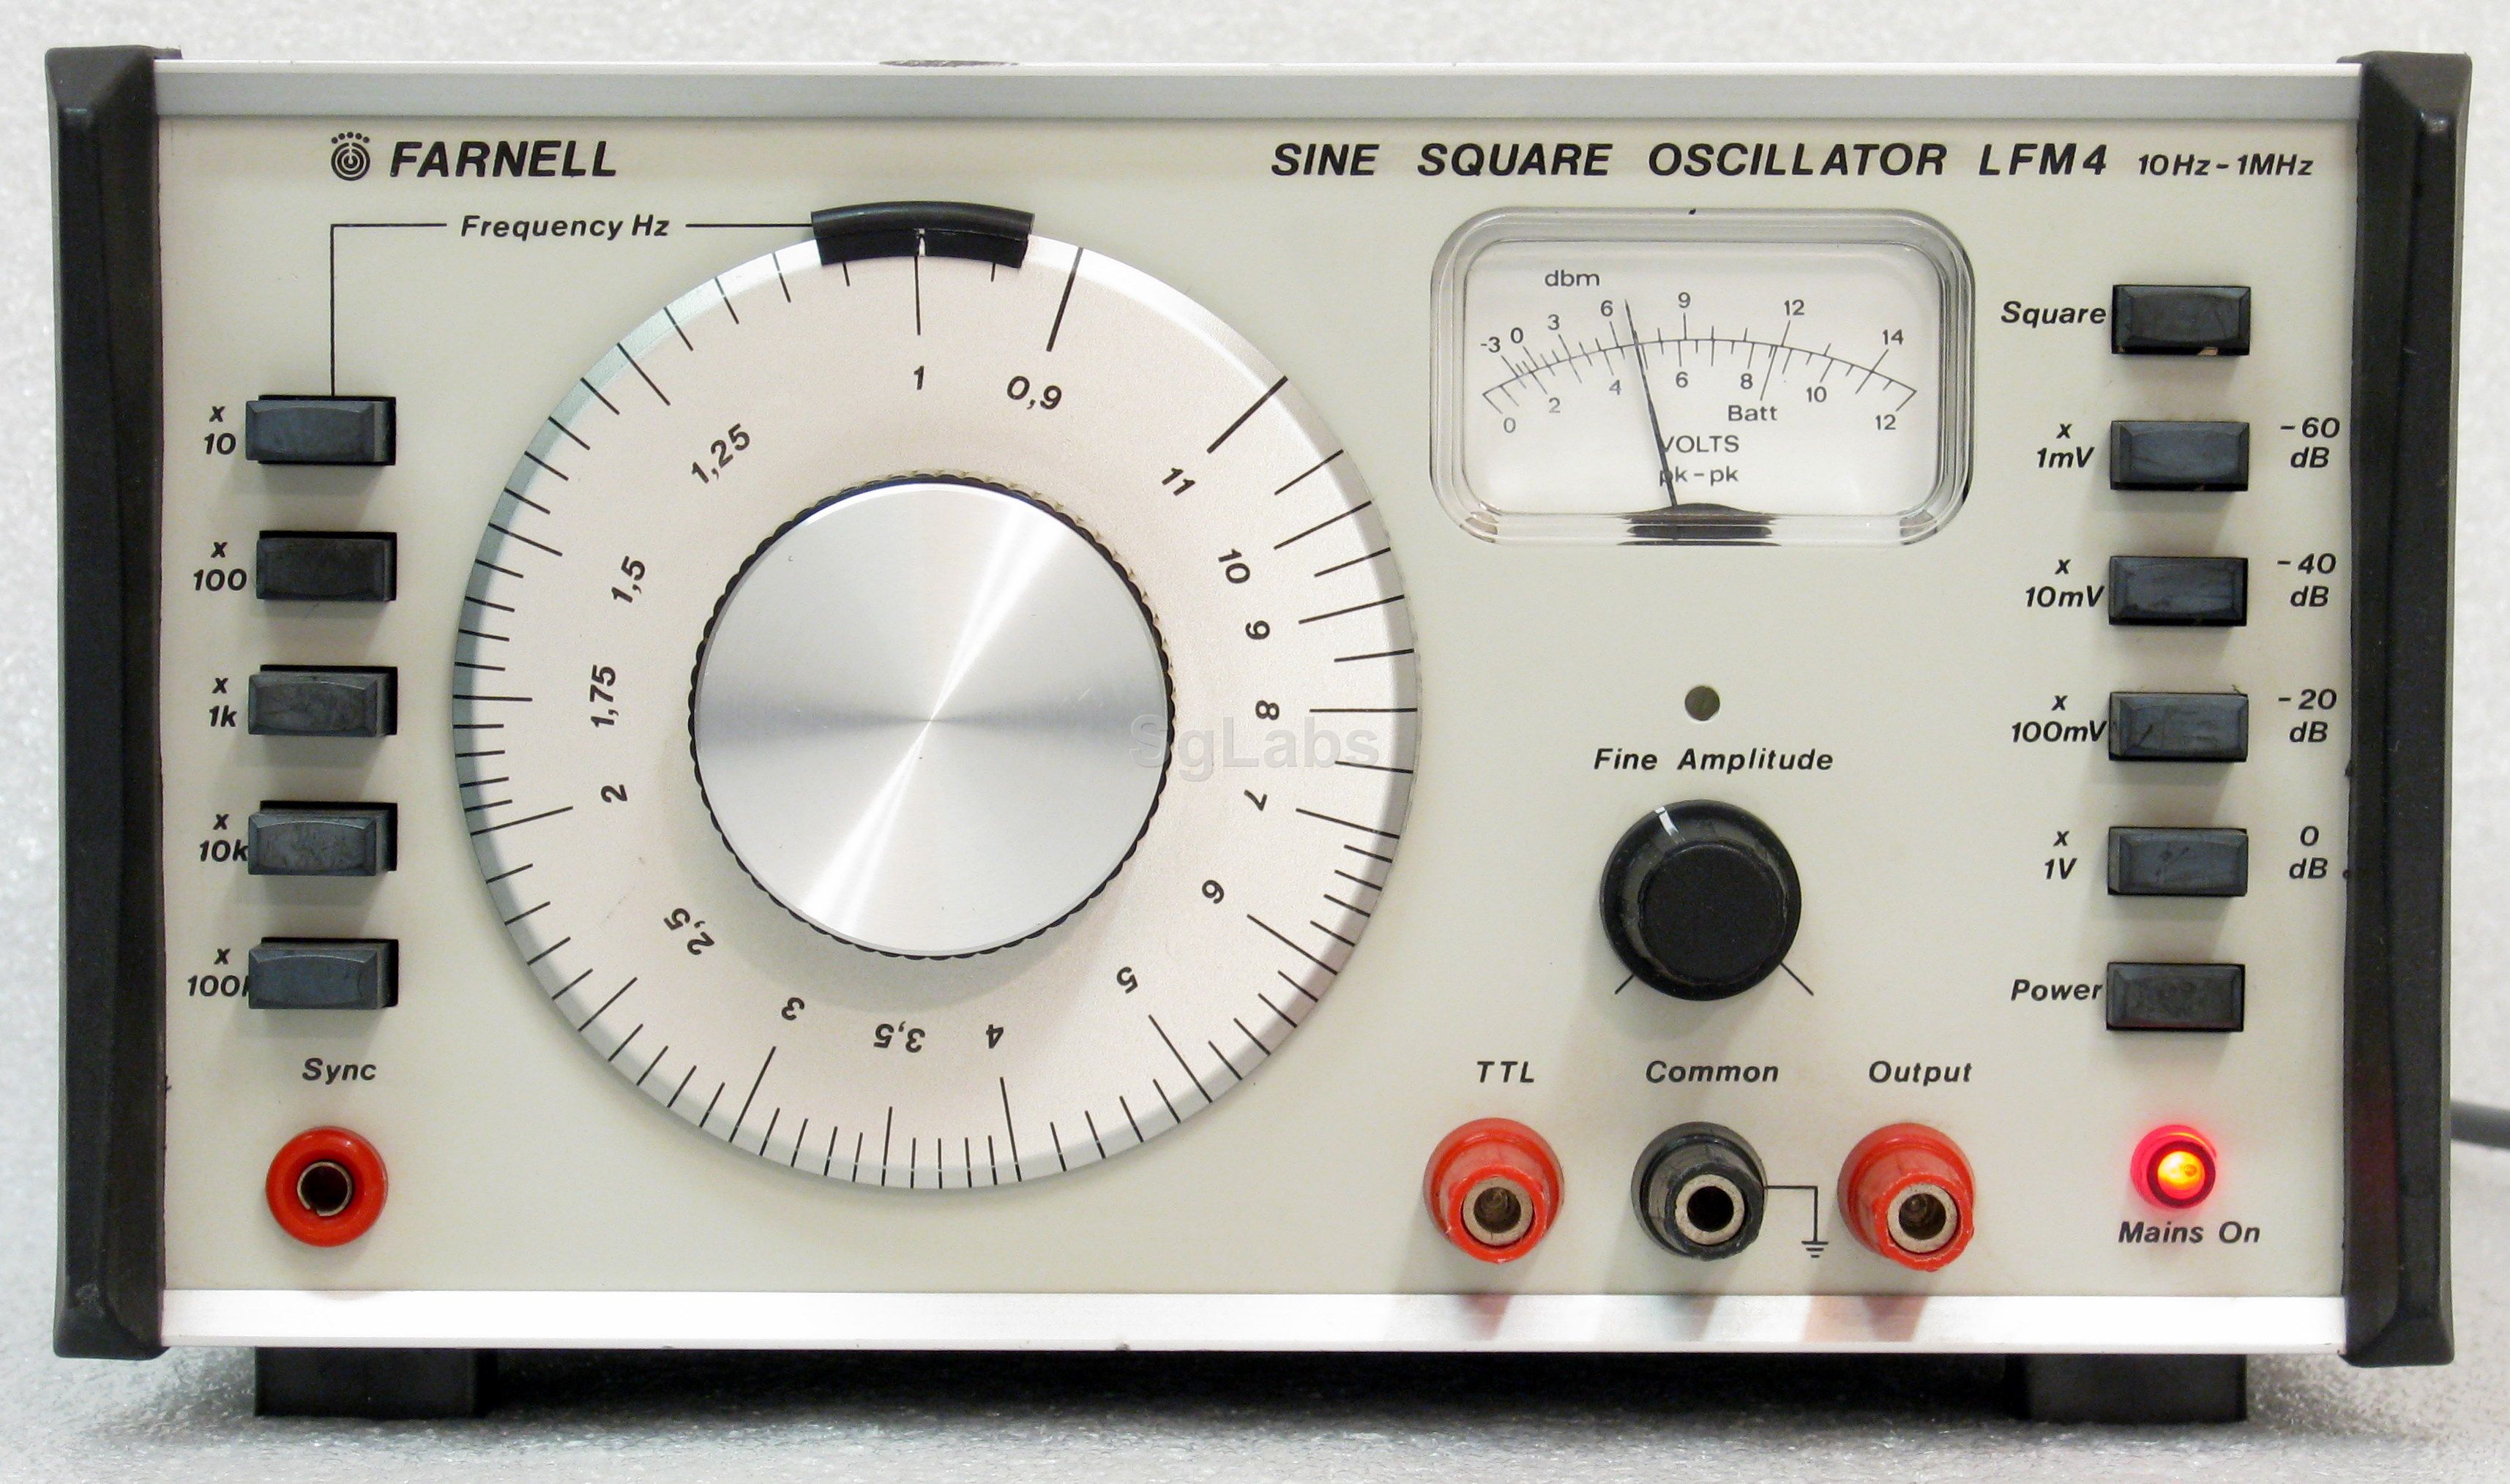 FARNELL
SINE SQUARE OSCILLATOR LFM4 10Hz-1MHz
Frequency Hz
x
10
x
100
x
1k
x
10k
x
100
Sync
1
0,9
11
10
9
8
7
6
5
4
3,5
3
2,5
2
1,75
1,5
1,25
dbm
-3 0 3 6 9 12 14
0 2 4 6 8 10 12
Batt
VOLTS
pk-pk
SgLabs
Fine Amplitude
TTL
Common
Output
Square
x
1mV
-60
dB
x
10mV
-40
dB
x
100mV
-20
dB
x
1V
0
dB
Power
Mains On